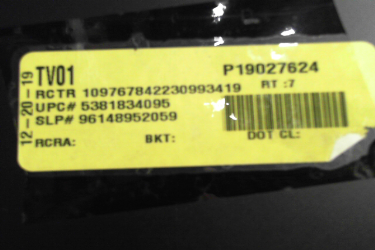 12-20-19
TV01 P19027624
RCTR 109767842230993419 RT :7
UPC# 5381834095
SLP# 96148952059
RCRA: BKT: DOT CL: